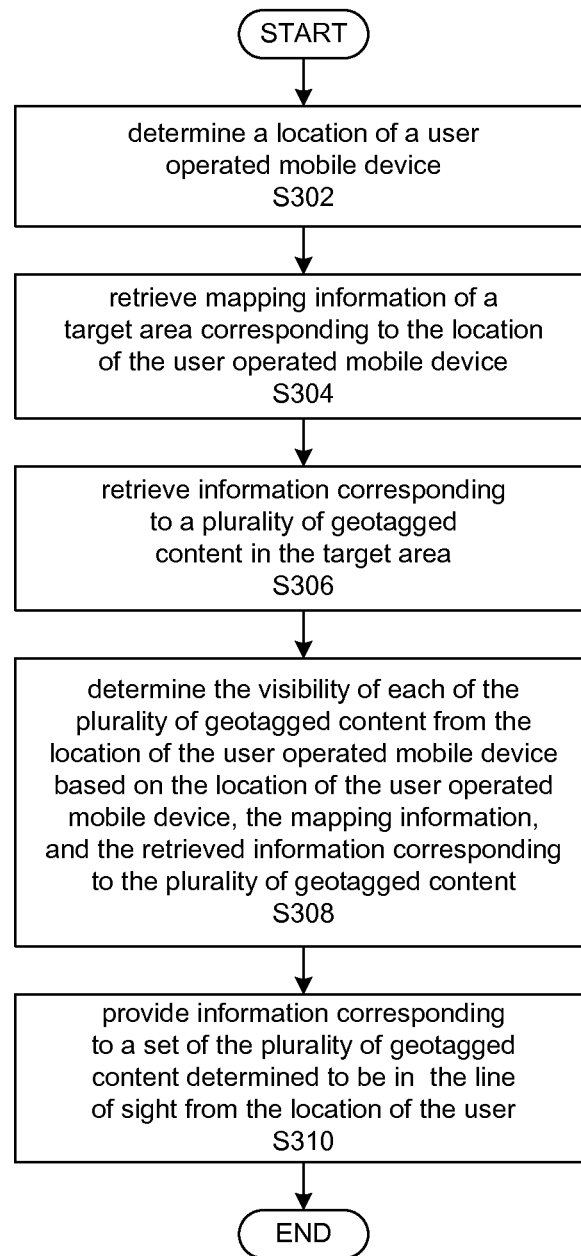 START
determine a location of a user
operated mobile device
S302
retrieve mapping information of a
target area corresponding to the location
of the user operated mobile device
S304
retrieve information corresponding
to a plurality of geotagged
content in the target area
S306
determine the visibility of each of the
plurality of geotagged content from the
location of the user operated mobile device
based on the location of the user operated
mobile device, the mapping information,
and the retrieved information corresponding
to the plurality of geotagged content
S308
provide information corresponding
to a set of the plurality of geotagged
content determined to be in the line
of sight from the location of the user
S310
END